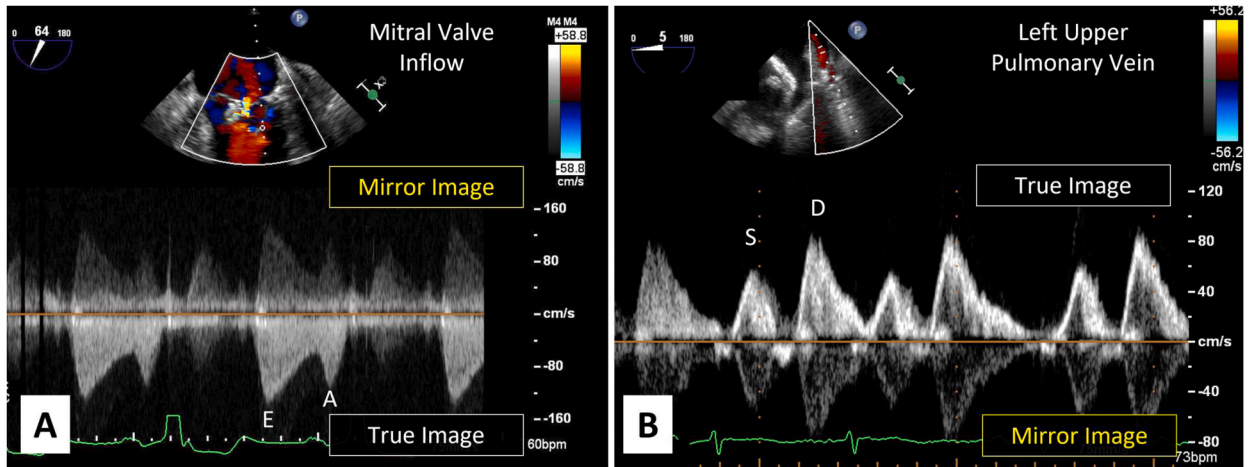 64
0 180
P
Mitral Valve
Inflow
M4 M4
+58.8
-58.8
cm/s
Mirror Image
160
80
cm/s
-80
-160
E
A
A
True Image
60bpm
5
0 180
P
Left Upper
Pulmonary Vein
+56.2
-56.2
cm/s
True Image
120
80
40
cm/s
-40
-80
S
D
B
Mirror Image
73bpm